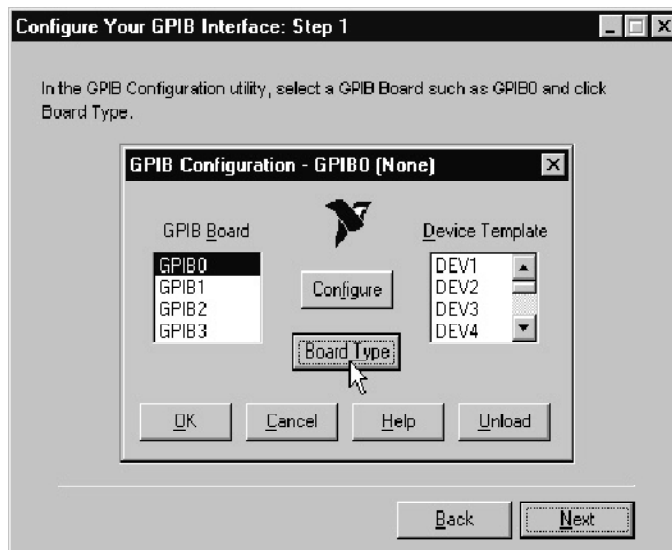 Configure Your GPIB Interface: Step 1
In the GPIB Configuration utility, select a GPIB Board such as GPIB0 and click
Board Type.
GPIB Configuration - GPIB0 (None)
GPIB Board
Device Template
GPIB0
GPIB1
GPIB2
GPIB3
Configure
Board Type
DEV1
DEV2
DEV3
DEV4
OK
Cancel
Help
Unload
Back
Next